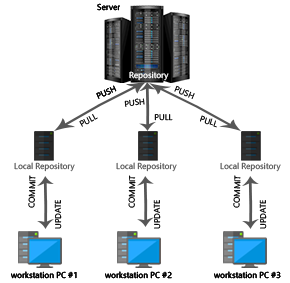 Server
Repository
PUSH
PULL
PUSH
PULL
PUSH
PULL
Local Repository
Local Repository
Local Repository
COMMIT
UPDATE
COMMIT
UPDATE
COMMIT
UPDATE
workstation PC #1
workstation PC #2
workstation PC #3